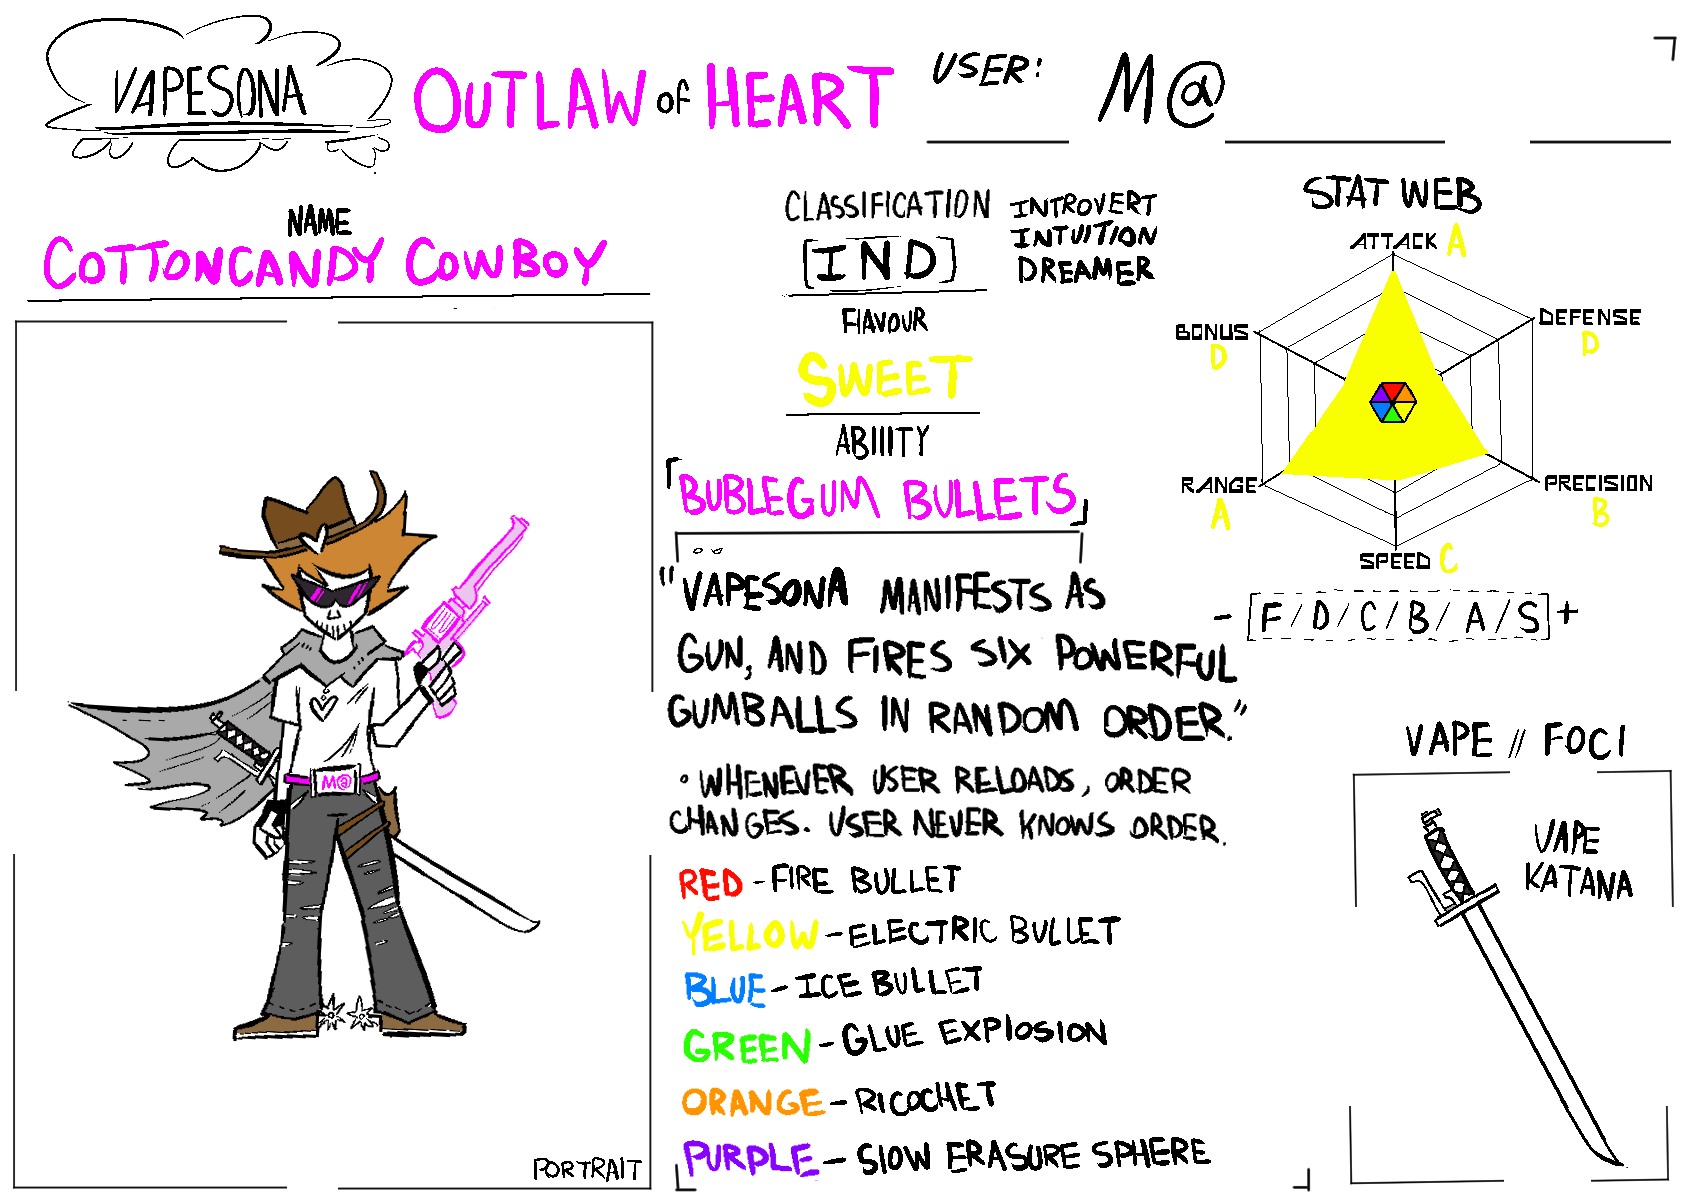 VAPESONA
OUTLAW of HEART
USER: M@
NAME
COTTONCANDY COWBOY
CLASSIFICATION
[IND]
INTROVERT
INTUITION
DREAMER
FlAVOUR
SWEET
ABIlITY
「BUBLEGUM BULLETS」
"VAPESONA MANIFESTS AS
GUN, AND FIRES SIX POWERFUL
GUMBALLS IN RANDOM ORDER."
• WHENEVER USER RELOADS, ORDER
CHANGES. USER NEVER KNOWS ORDER.
RED - FIRE BULLET
YELLOW - ELECTRIC BULLET
BLUE - ICE BULLET
GREEN - GLUE EXPLOSION
ORANGE - RICOCHET
PURPLE - SlOW ERASURE SPHERE
STAT WEB
ATTACK A
BONUS D
DEFENSE D
RANGE A
PRECISION B
SPEED C
- [F/D/C/B/A/S] +
VAPE // FOCI
VAPE
KATANA
M@
PORTRAIT